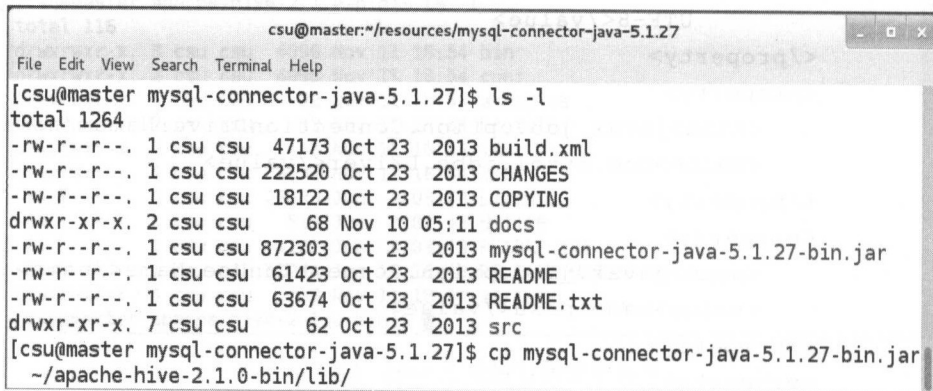 csu@master:~/resources/mysql-connector-java-5.1.27
File Edit View Search Terminal Help
[csu@master mysql-connector-java-5.1.27]$ ls -l
total 1264
-rw-r--r--. 1 csu csu 47173 Oct 23 2013 build.xml
-rw-r--r--. 1 csu csu 222520 Oct 23 2013 CHANGES
-rw-r--r--. 1 csu csu 18122 Oct 23 2013 COPYING
drwxr-xr-x. 2 csu csu 68 Nov 10 05:11 docs
-rw-r--r--. 1 csu csu 872303 Oct 23 2013 mysql-connector-java-5.1.27-bin.jar
-rw-r--r--. 1 csu csu 61423 Oct 23 2013 README
-rw-r--r--. 1 csu csu 63674 Oct 23 2013 README.txt
drwxr-xr-x. 7 csu csu 62 Oct 23 2013 src
[csu@master mysql-connector-java-5.1.27]$ cp mysql-connector-java-5.1.27-bin.jar
~/apache-hive-2.1.0-bin/lib/